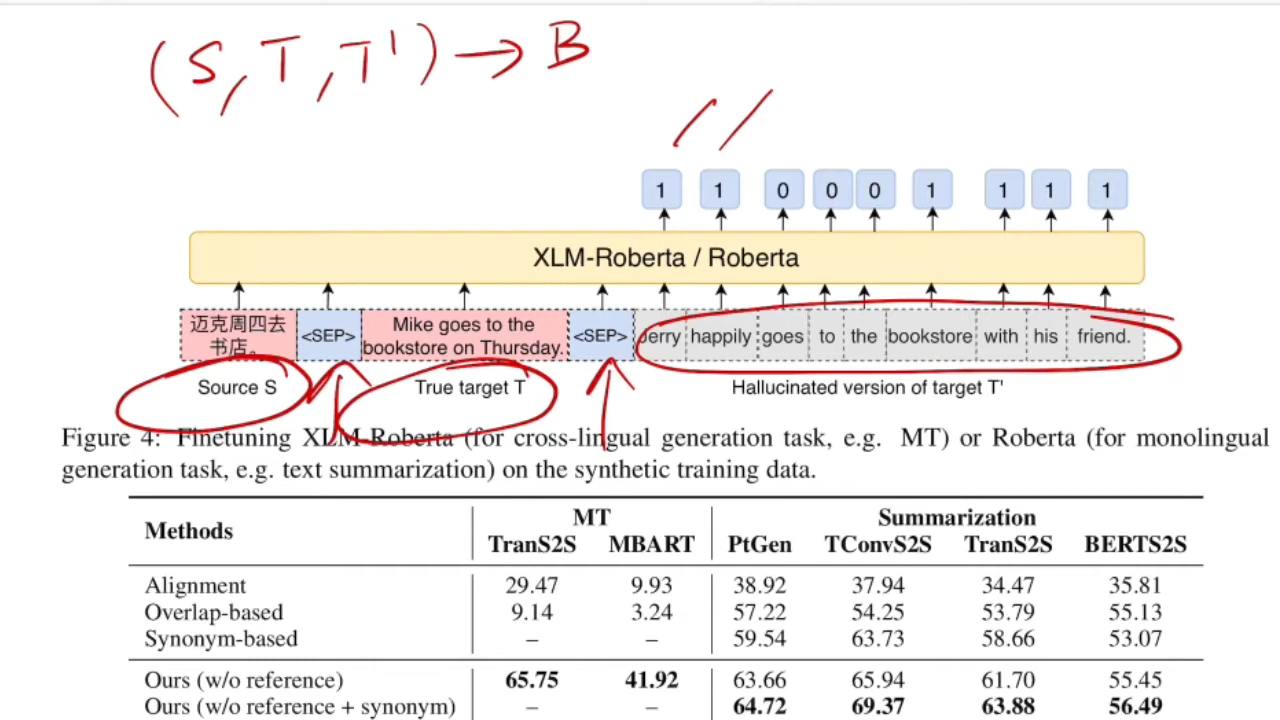 (S, T, T') → B
1 1 0 0 0 1 1 1 1
XLM-Roberta / Roberta
迈克周四去
书店。
<SEP>
Mike goes to the
bookstore on Thursday.
<SEP>
Jerry happily goes to the bookstore with his friend.
Source S
True target T
Hallucinated version of target T'
Figure 4: Finetuning XLM-Roberta (for cross-lingual generation task, e.g. MT) or Roberta (for monolingual
generation task, e.g. text summarization) on the synthetic training data.
Methods MT Summarization
TranS2S MBART PtGen TConvS2S TranS2S BERTS2S
Alignment 29.47 9.93 38.92 37.94 34.47 35.81
Overlap-based 9.14 3.24 57.22 54.25 53.79 55.13
Synonym-based – – 59.54 63.73 58.66 53.07
Ours (w/o reference) 65.75 41.92 63.66 65.94 61.70 55.45
Ours (w/o reference + synonym) – – 64.72 69.37 63.88 56.49